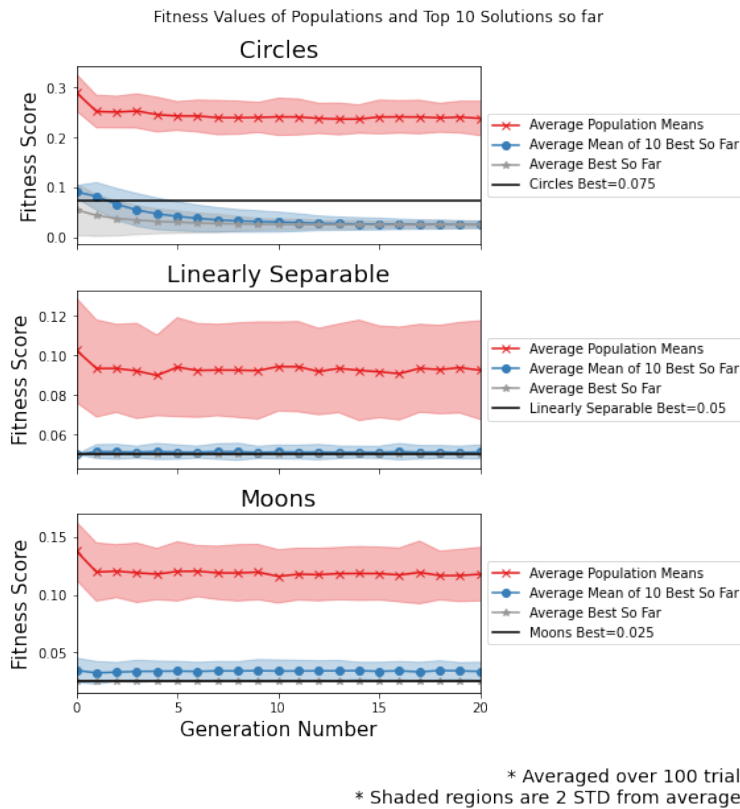 Fitness Values of Populations and Top 10 Solutions so far
Circles
Fitness Score
0.3
0.2
0.1
0.0
Average Population Means
Average Mean of 10 Best So Far
Average Best So Far
Circles Best=0.075
Linearly Separable
Fitness Score
0.12
0.10
0.08
0.06
Average Population Means
Average Mean of 10 Best So Far
Average Best So Far
Linearly Separable Best=0.05
Moons
Fitness Score
0.15
0.10
0.05
Average Population Means
Average Mean of 10 Best So Far
Average Best So Far
Moons Best=0.025
0 5 10 15 20
Generation Number
* Averaged over 100 trial
* Shaded regions are 2 STD from average